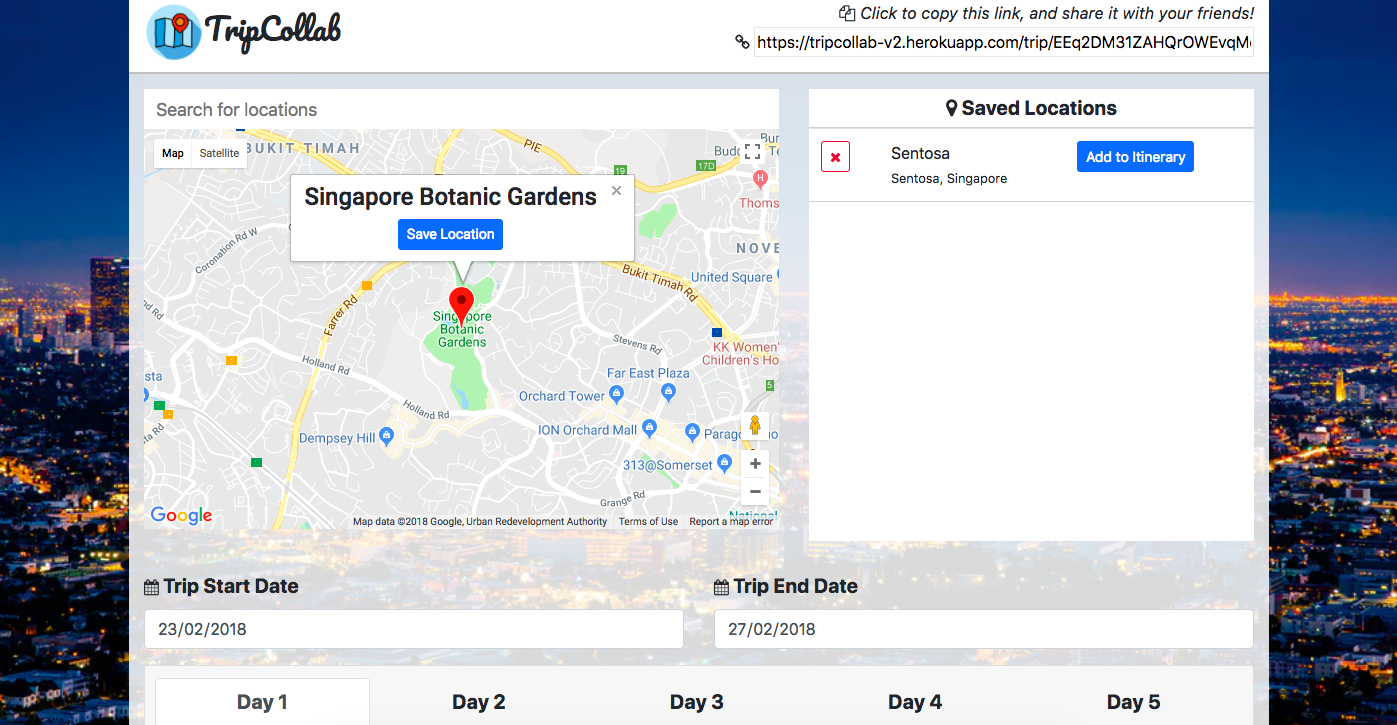 TripCollab
Click to copy this link, and share it with your friends!
https://tripcollab-v2.herokuapp.com/trip/EEq2DM31ZAHQrOWEvqM
Search for locations
Map
Satellite
BUKIT TIMAH
PIE
19
17D
H
Thoms
Singapore Botanic Gardens
×
Save Location
Coronation Rd W
NOVE
United Square
Bukit Timah Rd
Farrer Rd
Singapore
Botanic
Gardens
Stevens Rd
KK Women'
Children's Ho
Holland Rd
Far East Plaza
5
Orchard Tower
Holland Rd
ION Orchard Mall
Parag
Dempsey Hill
313@Somerset
+
−
Grange Rd
National
Google
Map data ©2018 Google, Urban Redevelopment Authority
Terms of Use
Report a map error
Saved Locations
Sentosa
Sentosa, Singapore
Add to Itinerary
Trip Start Date
Trip End Date
23/02/2018
27/02/2018
Day 1
Day 2
Day 3
Day 4
Day 5